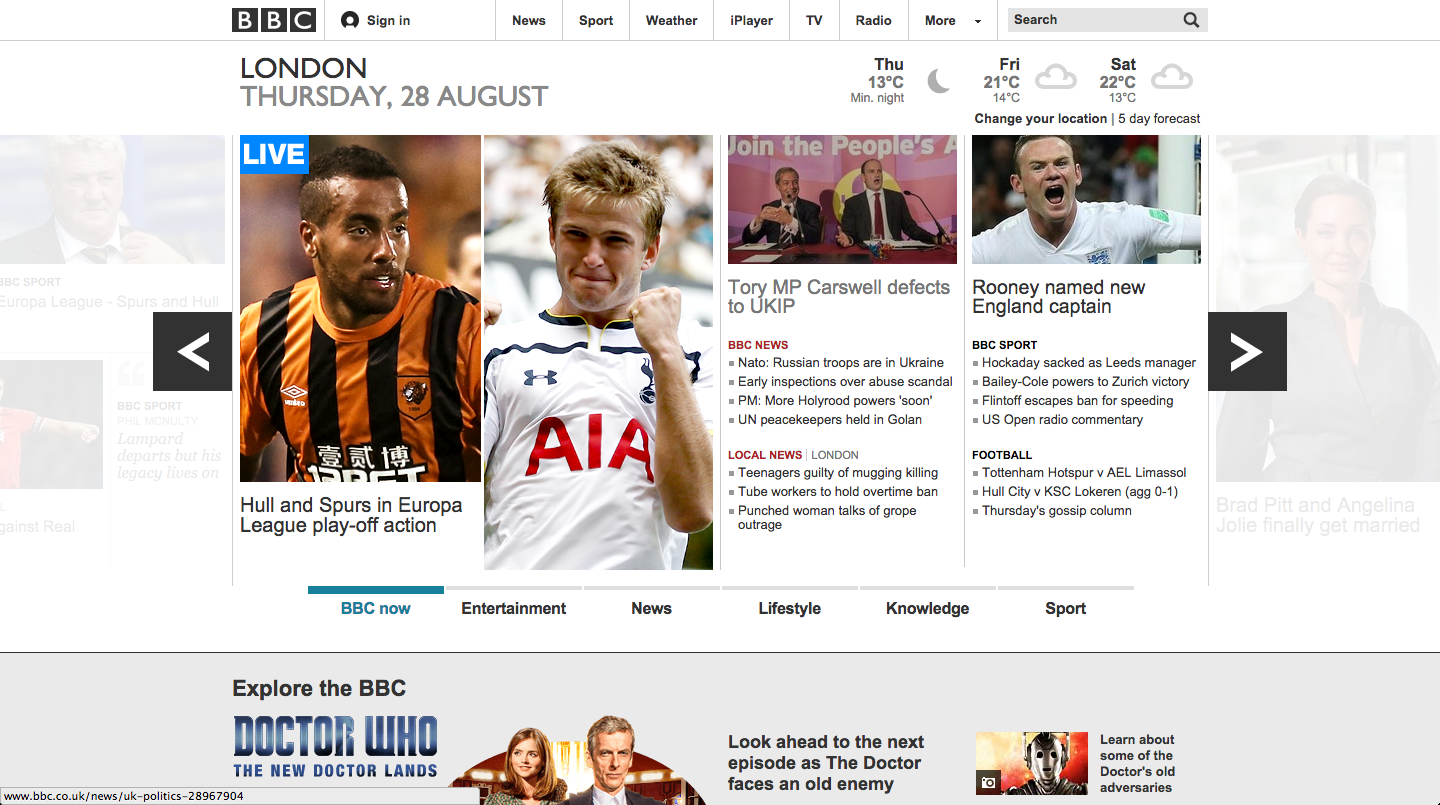 BBC
Sign in
News
Sport
Weather
iPlayer
TV
Radio
More
Search
LONDON
THURSDAY, 28 AUGUST
Thu
13°C
Min. night
Fri
21°C
14°C
Sat
22°C
13°C
Change your location | 5 day forecast
BBC SPORT
Europa League - Spurs and Hull
BBC SPORT
PHIL MCNULTY
Lampard
departs but his
legacy lives on
against Real
LIVE
umbro
1904
壹贰博
12BET
AIA
Hull and Spurs in Europa
League play-off action
Join the People's A
Tory MP Carswell defects
to UKIP
BBC NEWS
Nato: Russian troops are in Ukraine
Early inspections over abuse scandal
PM: More Holyrood powers 'soon'
UN peacekeepers held in Golan
LOCAL NEWS | LONDON
Teenagers guilty of mugging killing
Tube workers to hold overtime ban
Punched woman talks of grope
outrage
Rooney named new
England captain
BBC SPORT
Hockaday sacked as Leeds manager
Bailey-Cole powers to Zurich victory
Flintoff escapes ban for speeding
US Open radio commentary
FOOTBALL
Tottenham Hotspur v AEL Limassol
Hull City v KSC Lokeren (agg 0-1)
Thursday's gossip column
Brad Pitt and Angelina
Jolie finally get married
BBC now
Entertainment
News
Lifestyle
Knowledge
Sport
Explore the BBC
DOCTOR WHO
THE NEW DOCTOR LANDS
Look ahead to the next
episode as The Doctor
faces an old enemy
Learn about
some of the
Doctor's old
adversaries
www.bbc.co.uk/news/uk-politics-28967904